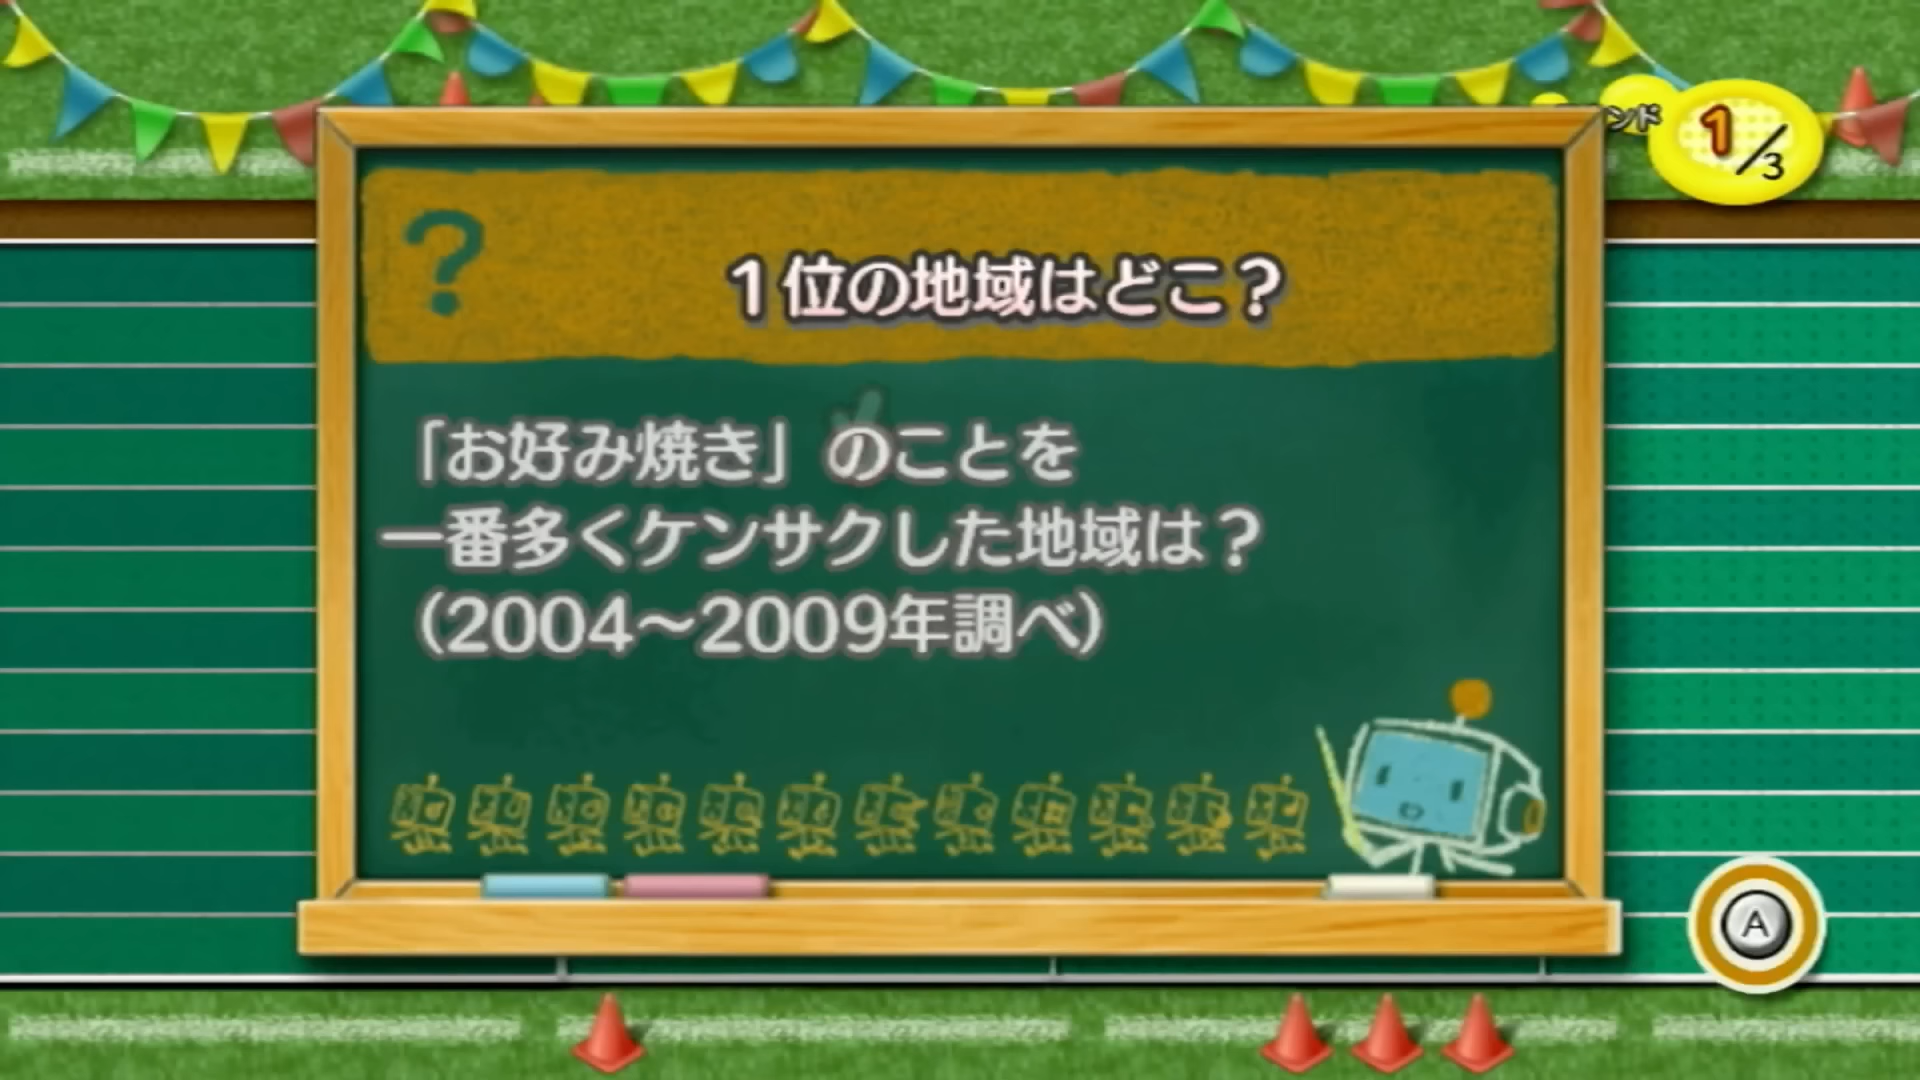 ンド
1/3
?
1位の地域はどこ?
「お好み焼き」のことを
一番多くケンサクした地域は?
(2004～2009年調べ)
A